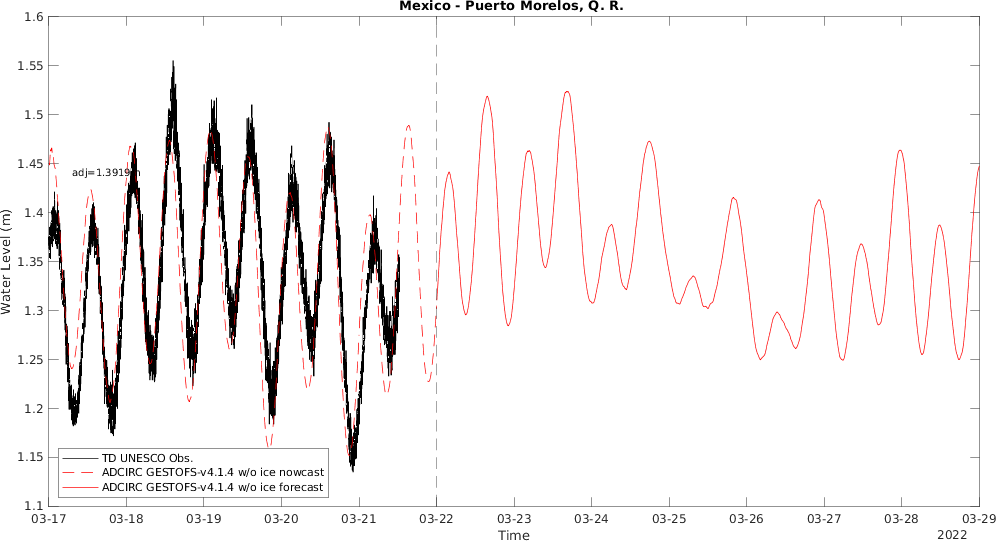 Mexico - Puerto Morelos, Q. R.
1.6
1.55
1.5
1.45
1.4
1.35
1.3
1.25
1.2
1.15
1.1
Water Level (m)
adj=1.3919m
TD UNESCO Obs.
ADCIRC GESTOFS-v4.1.4 w/o ice nowcast
ADCIRC GESTOFS-v4.1.4 w/o ice forecast
03-17 03-18 03-19 03-20 03-21 03-22 03-23 03-24 03-25 03-26 03-27 03-28 03-29
Time
2022